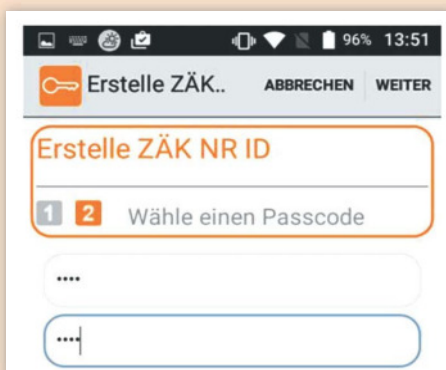 96% 13:51
Erstelle ZÄK.. ABBRECHEN WEITER
Erstelle ZÄK NR ID
1 2 Wähle einen Passcode
••••
••••